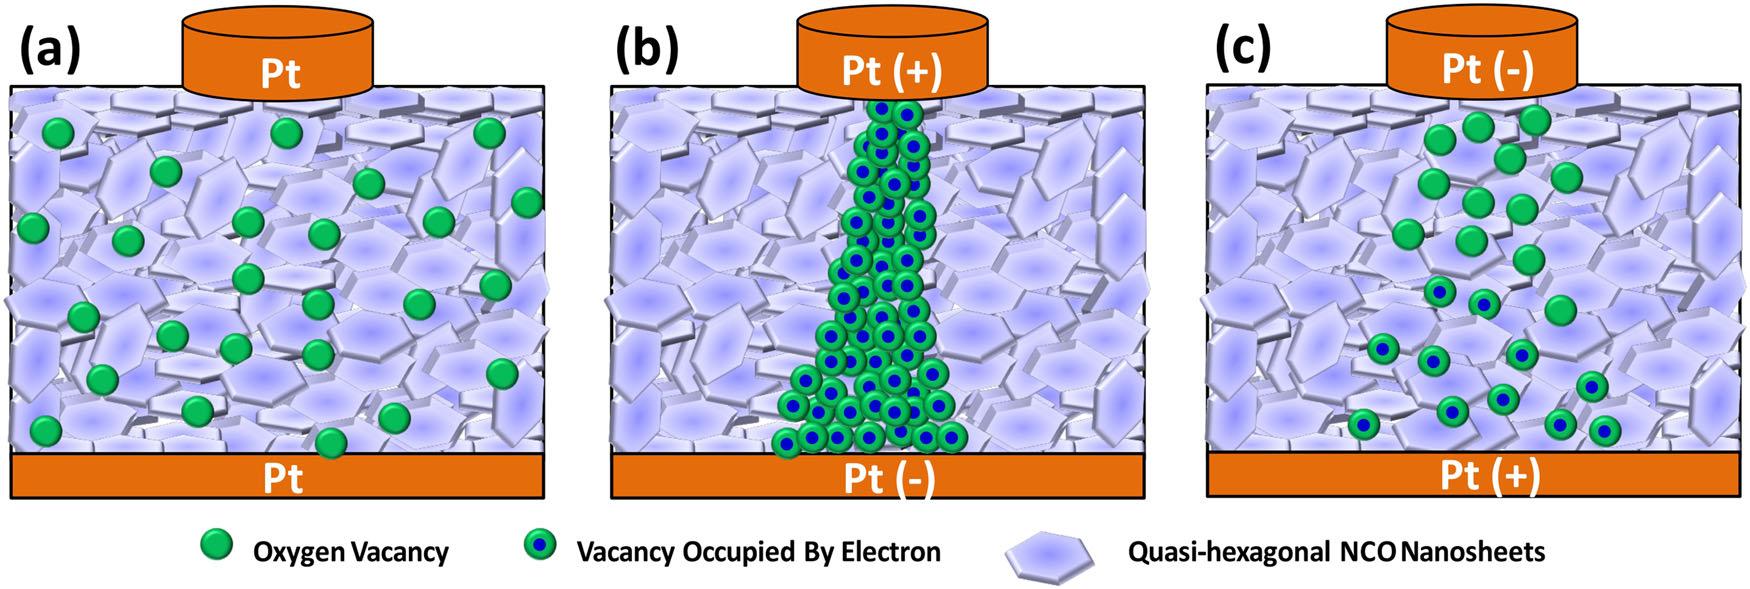 (a)
Pt
Pt
(b)
Pt (+)
Pt (-)
(c)
Pt (-)
Pt (+)
Oxygen Vacancy
Vacancy Occupied By Electron
Quasi-hexagonal NCO Nanosheets